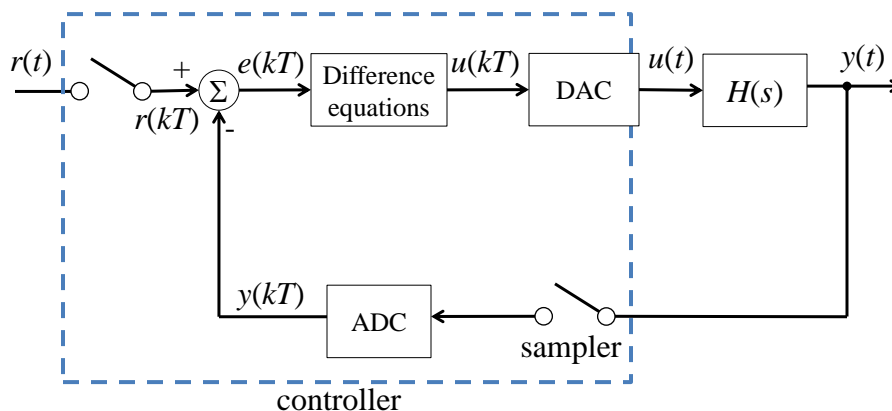 r(t)
+
e(kT)
Difference
equations
u(kT)
DAC
u(t)
H(s)
y(t)
Σ
r(kT)
-
y(kT)
ADC
sampler
controller